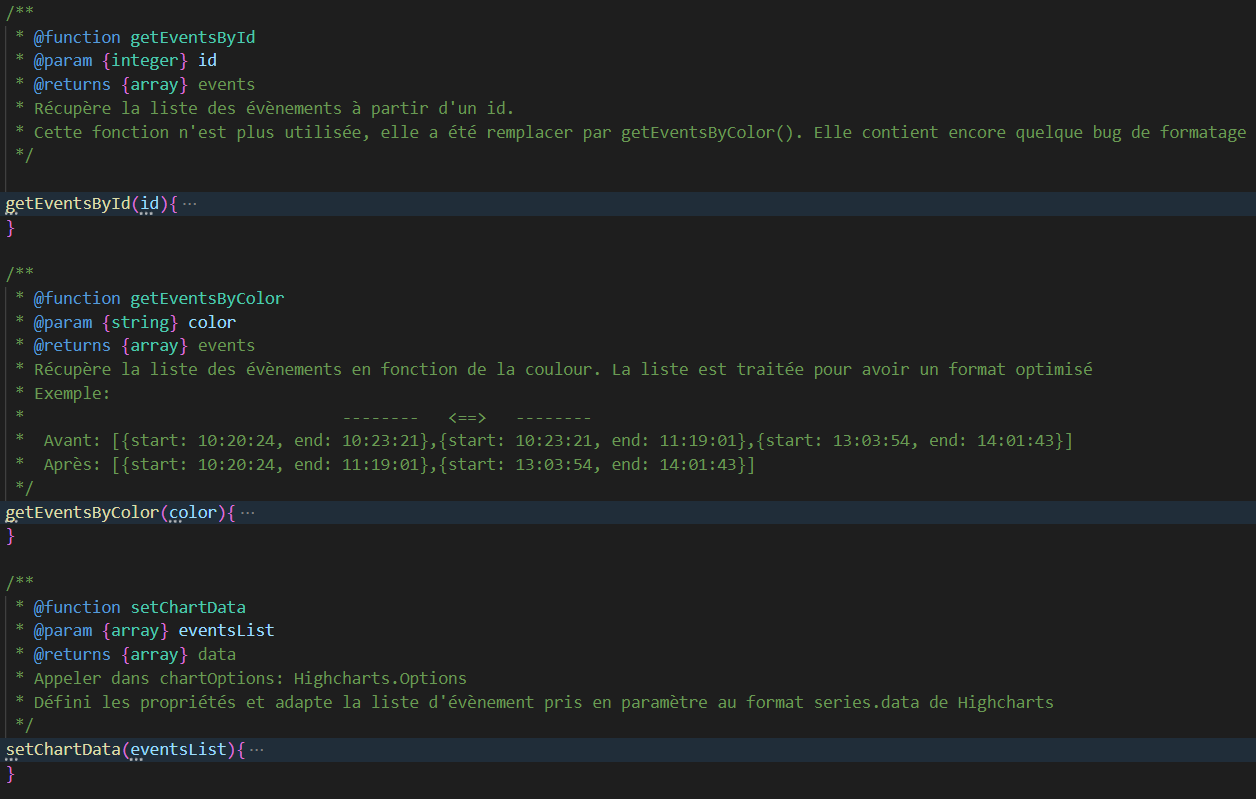 /**
* @function getEventsById
* @param {integer} id
* @returns {array} events
* Récupère la liste des évènements à partir d'un id.
* Cette fonction n'est plus utilisée, elle a été remplacer par getEventsByColor(). Elle contient encore quelque bug de formatage
*/
getEventsById(id){ ···
}
/**
* @function getEventsByColor
* @param {string} color
* @returns {array} events
* Récupère la liste des évènements en fonction de la coulour. La liste est traitée pour avoir un format optimisé
* Exemple:
* -------- <==> --------
* Avant: [{start: 10:20:24, end: 10:23:21},{start: 10:23:21, end: 11:19:01},{start: 13:03:54, end: 14:01:43}]
* Après: [{start: 10:20:24, end: 11:19:01},{start: 13:03:54, end: 14:01:43}]
*/
getEventsByColor(color){ ···
}
/**
* @function setChartData
* @param {array} eventsList
* @returns {array} data
* Appeler dans chartOptions: Highcharts.Options
* Défini les propriétés et adapte la liste d'évènement pris en paramètre au format series.data de Highcharts
*/
setChartData(eventsList){ ···
}